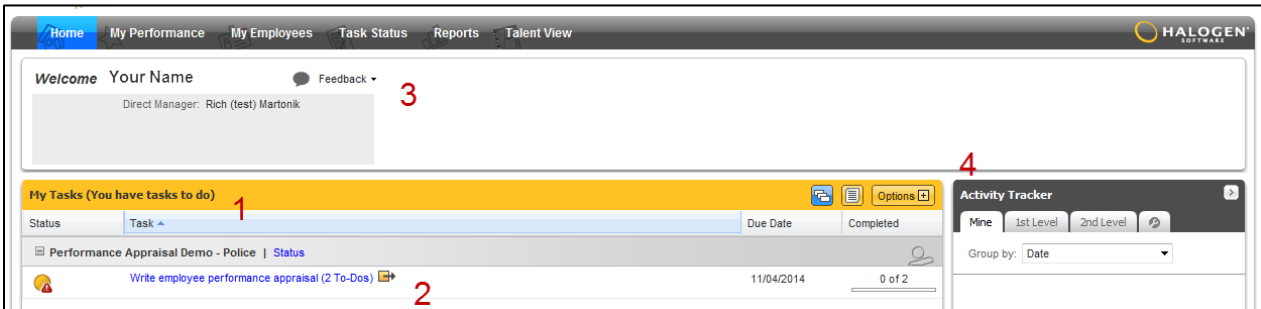 Home My Performance My Employees Task Status Reports Talent View HALOGEN SOFTWARE
Welcome Your Name Feedback
3
Direct Manager: Rich (test) Martonik
4
My Tasks (You have tasks to do) Options Activity Tracker
1
Status Task Due Date Completed Mine 1st Level 2nd Level
Performance Appraisal Demo - Police | Status Group by: Date
Write employee performance appraisal (2 To-Dos) 11/04/2014 0 of 2
2